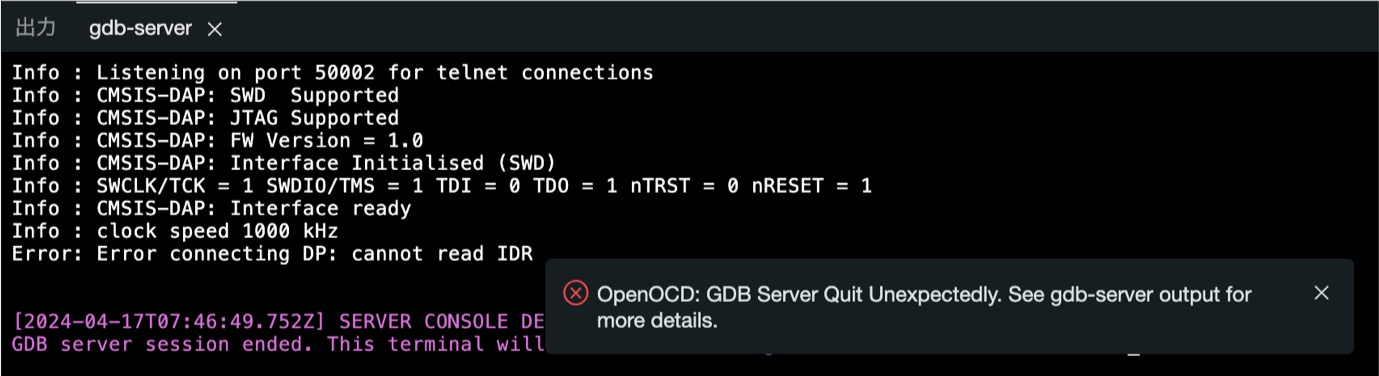 出力 gdb-server
Info : Listening on port 50002 for telnet connections
Info : CMSIS-DAP: SWD  Supported
Info : CMSIS-DAP: JTAG Supported
Info : CMSIS-DAP: FW Version = 1.0
Info : CMSIS-DAP: Interface Initialised (SWD)
Info : SWCLK/TCK = 1 SWDIO/TMS = 1 TDI = 0 TDO = 1 nTRST = 0 nRESET = 1
Info : CMSIS-DAP: Interface ready
Info : clock speed 1000 kHz
Error: Error connecting DP: cannot read IDR
OpenOCD: GDB Server Quit Unexpectedly. See gdb-server output for
more details.
[2024-04-17T07:46:49.752Z] SERVER CONSOLE DE
GDB server session ended. This terminal will